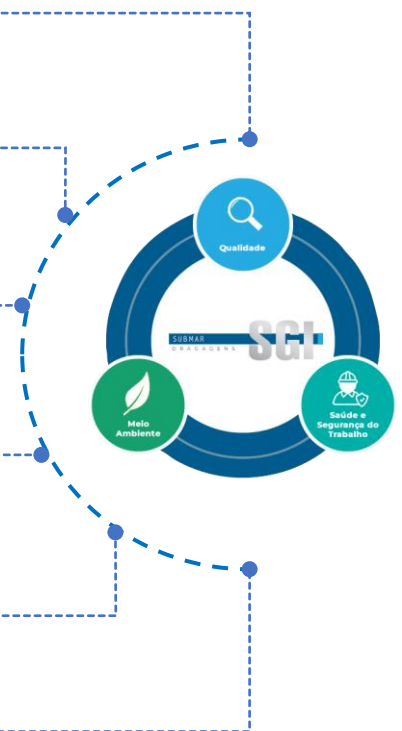 Qualidade
SUBMAR
DRAGAGENS
SGI
Meio
Ambiente
Saúde e
Segurança do
Trabalho